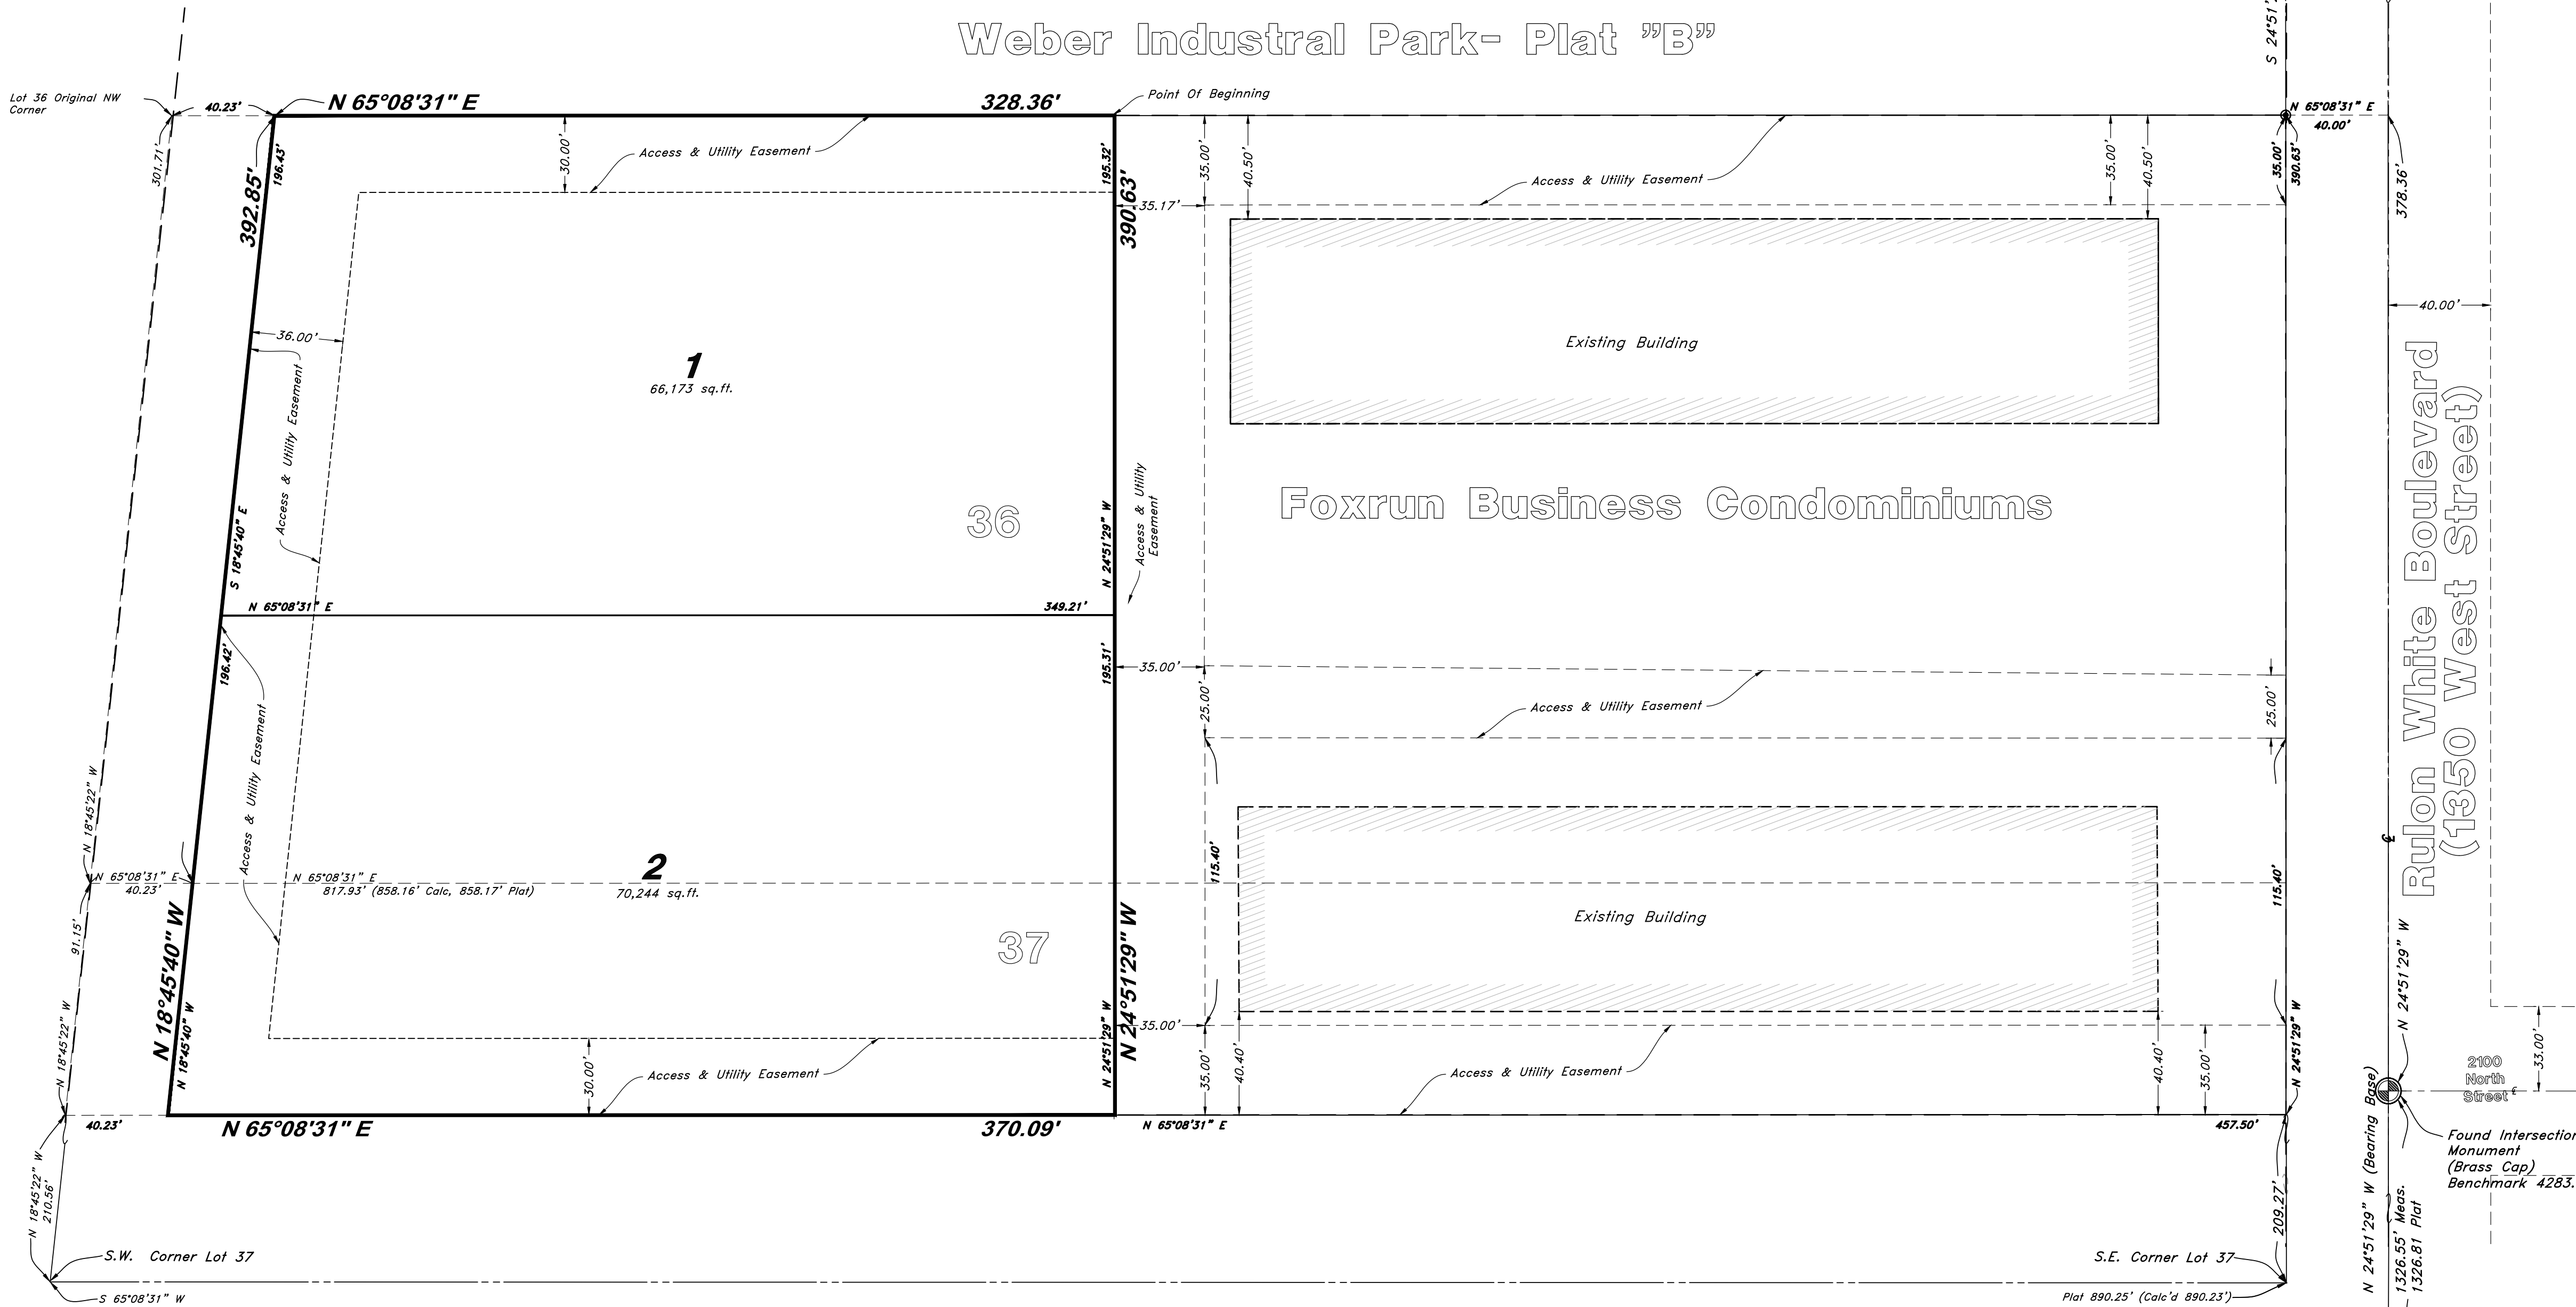 Weber Industral Park- Plat "B"
S 24°51'
Lot 36 Original NW
Corner
40.23'
N 65°08'31" E
328.36'
Point Of Beginning
N 65°08'31" E
40.00'
301.71'
392.85'
196.43'
30.00'
Access & Utility Easement
195.32'
390.63'
35.17'
35.00'
40.50'
Access & Utility Easement
35.00'
40.50'
35.00'
390.63'
378.36'
40.00'
36.00'
Access & Utility Easement
1
66,173 sq.ft.
Existing Building
36
Foxrun Business Condominiums
Rulon White Boulevard
(1350 West Street)
S 18°45'40" E
N 24°51'29" W
Access & Utility
Easement
N 65°08'31" E
349.21'
196.42'
195.31'
35.00'
25.00'
Access & Utility Easement
25.00'
Access & Utility Easement
N 18°45'22" W
N 65°08'31" E
40.23'
N 65°08'31" E
817.93' (858.16' Calc, 858.17' Plat)
2
70,244 sq.ft.
115.40'
Existing Building
115.40'
91.15'
37
N 18°45'40" W
N 18°45'40" W
N 24°51'29" W
N 24°51'29" W
N 18°45'22" W
35.00'
30.00'
Access & Utility Easement
35.00'
40.40'
Access & Utility Easement
40.40'
35.00'
N 24°51'29" W
N 24°51'29" W
33.00'
2100
North
Street
40.23'
N 65°08'31" E
370.09'
N 65°08'31" E
457.50'
Found Intersection
Monument
(Brass Cap)
Benchmark 4283.
N 18°45'22" W
210.56'
209.27'
N 24°51'29" W (Bearing Base)
1326.55' Meas.
1326.81 Plat
S.W. Corner Lot 37
S.E. Corner Lot 37
S 65°08'31" W
Plat 890.25' (Calc'd 890.23')